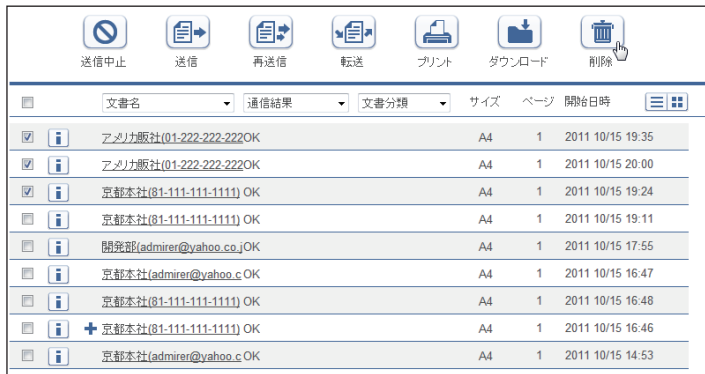 送信中止 送信 再送信 転送 プリント ダウンロード 削除
文書名 通信結果 文書分類 サイズ ページ 開始日時
アメリカ販社(01-222-222-222OK A4 1 2011 10/15 19:35
アメリカ販社(01-222-222-222OK A4 1 2011 10/15 20:00
京都本社(81-111-111-1111) OK A4 1 2011 10/15 19:24
京都本社(81-111-111-1111) OK A4 1 2011 10/15 19:11
開発部(admirer@yahoo.co.jOK A4 1 2011 10/15 17:55
京都本社(admirer@yahoo.c OK A4 1 2011 10/15 16:47
京都本社(81-111-111-1111) OK A4 1 2011 10/15 16:48
京都本社(81-111-111-1111) OK A4 1 2011 10/15 16:46
京都本社(admirer@yahoo.c OK A4 1 2011 10/15 14:53